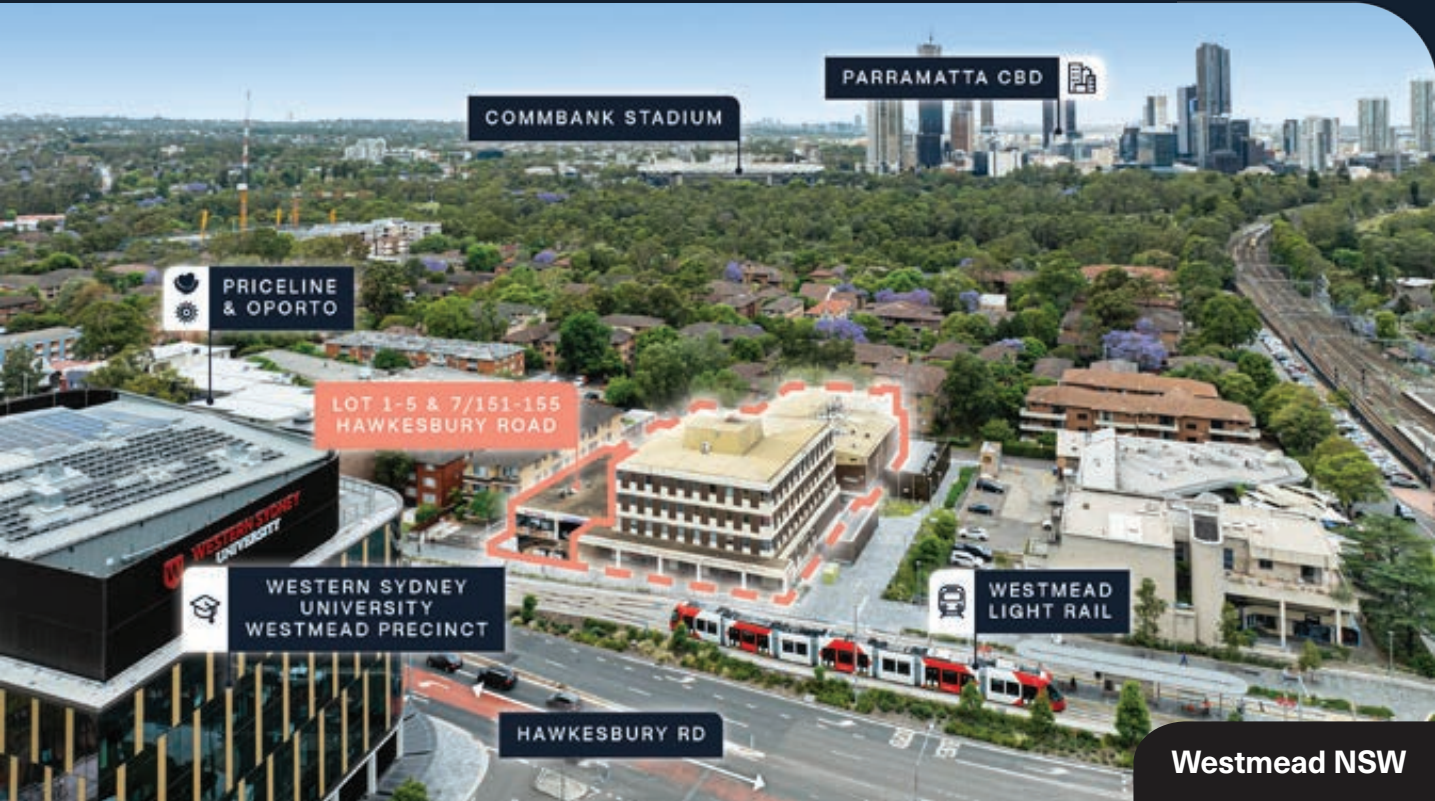 PARRAMATTA CBD
COMMBANK STADIUM
PRICELINE
& OPORTO
LOT 1-5 & 7/151-155
HAWKESBURY ROAD
WESTERN SYDNEY
UNIVERSITY
WESTERN SYDNEY
UNIVERSITY
WESTMEAD PRECINCT
WESTMEAD
LIGHT RAIL
HAWKESBURY RD
Westmead NSW